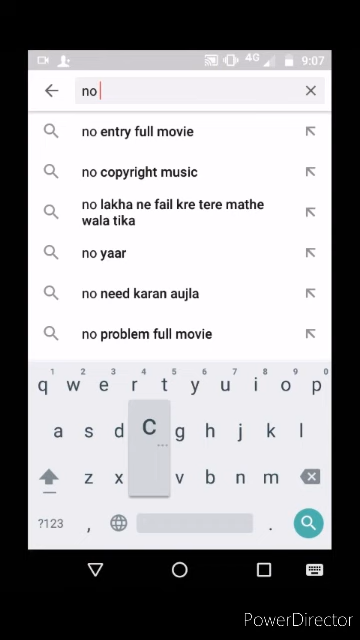 4G 9:07
no
no entry full movie
no copyright music
no lakha ne fail kre tere mathe
wala tika
no yaar
no need karan aujla
no problem full movie
1 2 3 4 5 6 7 8 9 0
q w e r t y u i o p
a s d C g h j k l
z x v b n m
?123 , .
PowerDirector